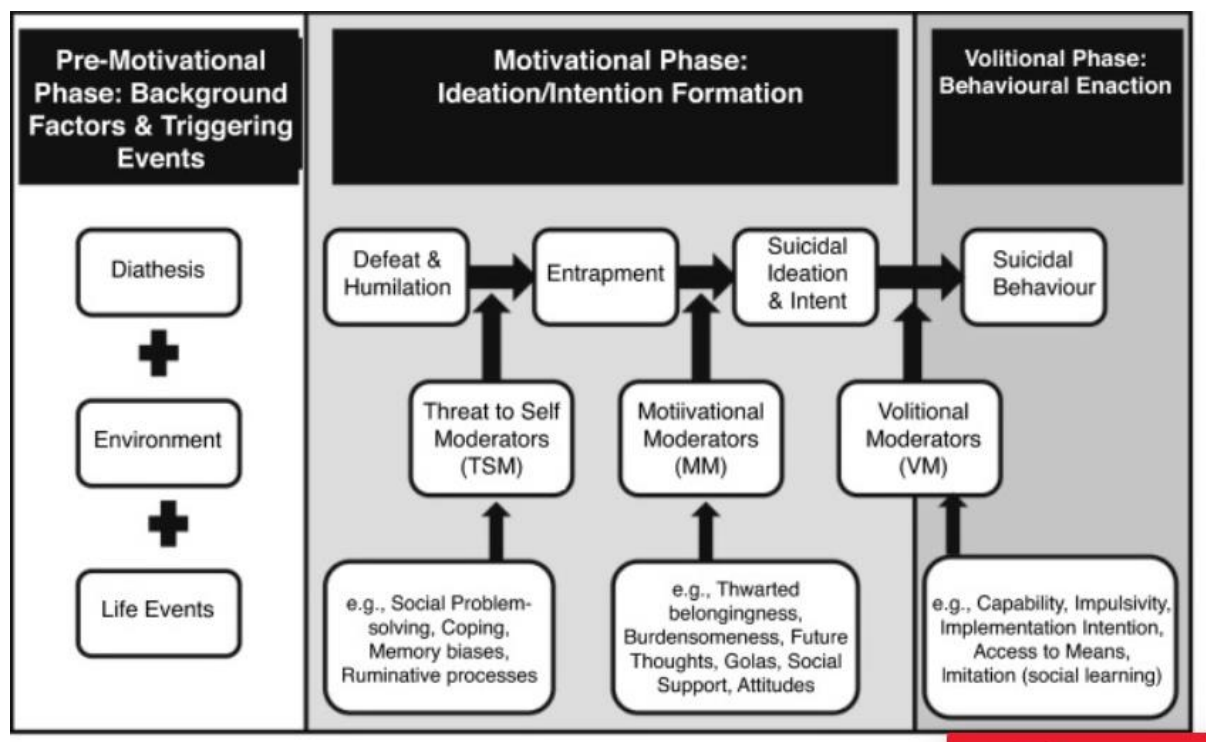 Pre-Motivational
Phase: Background
Factors & Triggering
Events
Motivational Phase:
Ideation/Intention Formation
Volitional Phase:
Behavioural Enaction
Diathesis
Environment
Life Events
Defeat &
Humilation
Entrapment
Suicidal
Ideation
& Intent
Suicidal
Behaviour
Threat to Self
Moderators
(TSM)
Motiivational
Moderators
(MM)
Volitional
Moderators
(VM)
e.g., Social Problem-
solving, Coping,
Memory biases,
Ruminative processes
e.g., Thwarted
belongingness,
Burdensomeness, Future
Thoughts, Golas, Social
Support, Attitudes
e.g., Capability, Impulsivity,
Implementation Intention,
Access to Means,
Imitation (social learning)